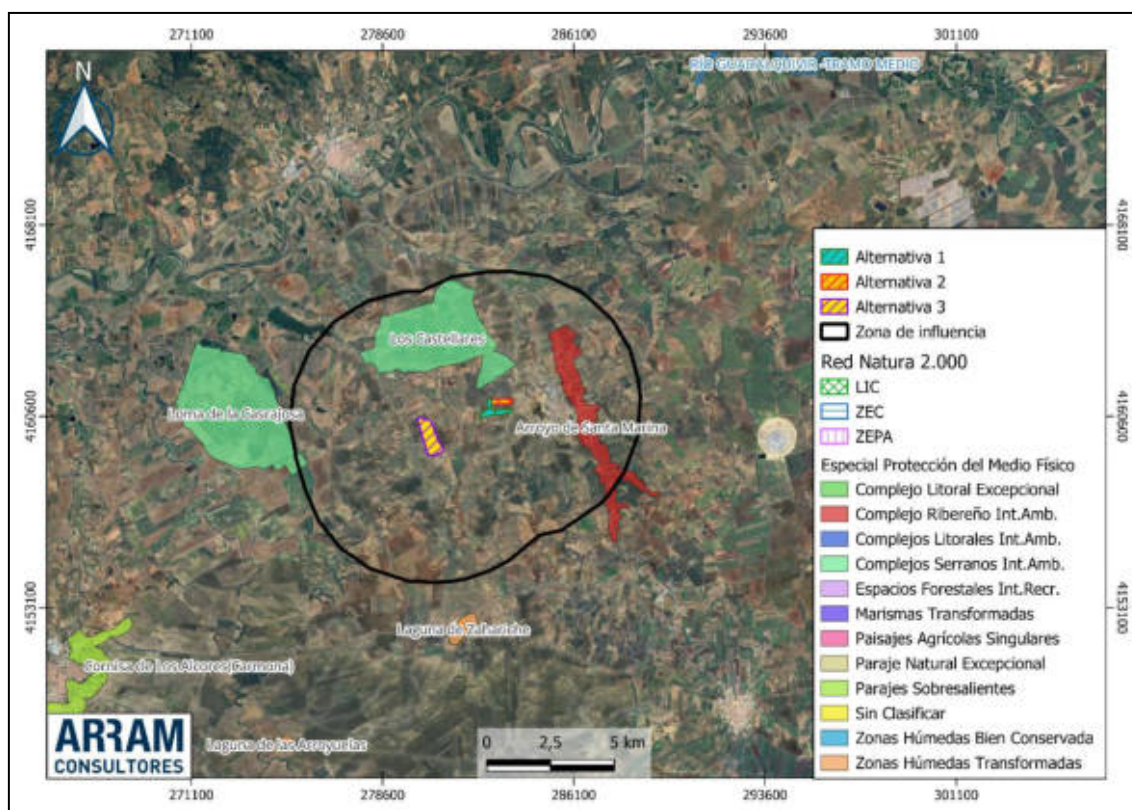 271100 278600 286100 293600 301100
RÍO GUADALQUIVIR -TRAMO MEDIO
N
4168100 4168100
Alternativa 1
Alternativa 2
Alternativa 3
Zona de influencia
Red Natura 2.000
LIC
ZEC
ZEPA
Especial Protección del Medio Físico
Complejo Litoral Excepcional
Complejo Ribereño Int.Amb.
Complejos Litorales Int.Amb.
Complejos Serranos Int.Amb.
Espacios Forestales Int.Recr.
Marismas Transformadas
Paisajes Agrícolas Singulares
Paraje Natural Excepcional
Parajes Sobresalientes
Sin Clasificar
Zonas Húmedas Bien Conservada
Zonas Húmedas Transformadas
Los Castellares
Loma de la Cascajosa
4160600 4160600
Arroyo de Santa Marina
4153100 4153100
Laguna de Zahariche
Cornisa de Los Alcores(Carmona)
ARRAM
CONSULTORES
Laguna de las Arroyuelas
0 2,5 5 km
271100 278600 286100 293600 301100